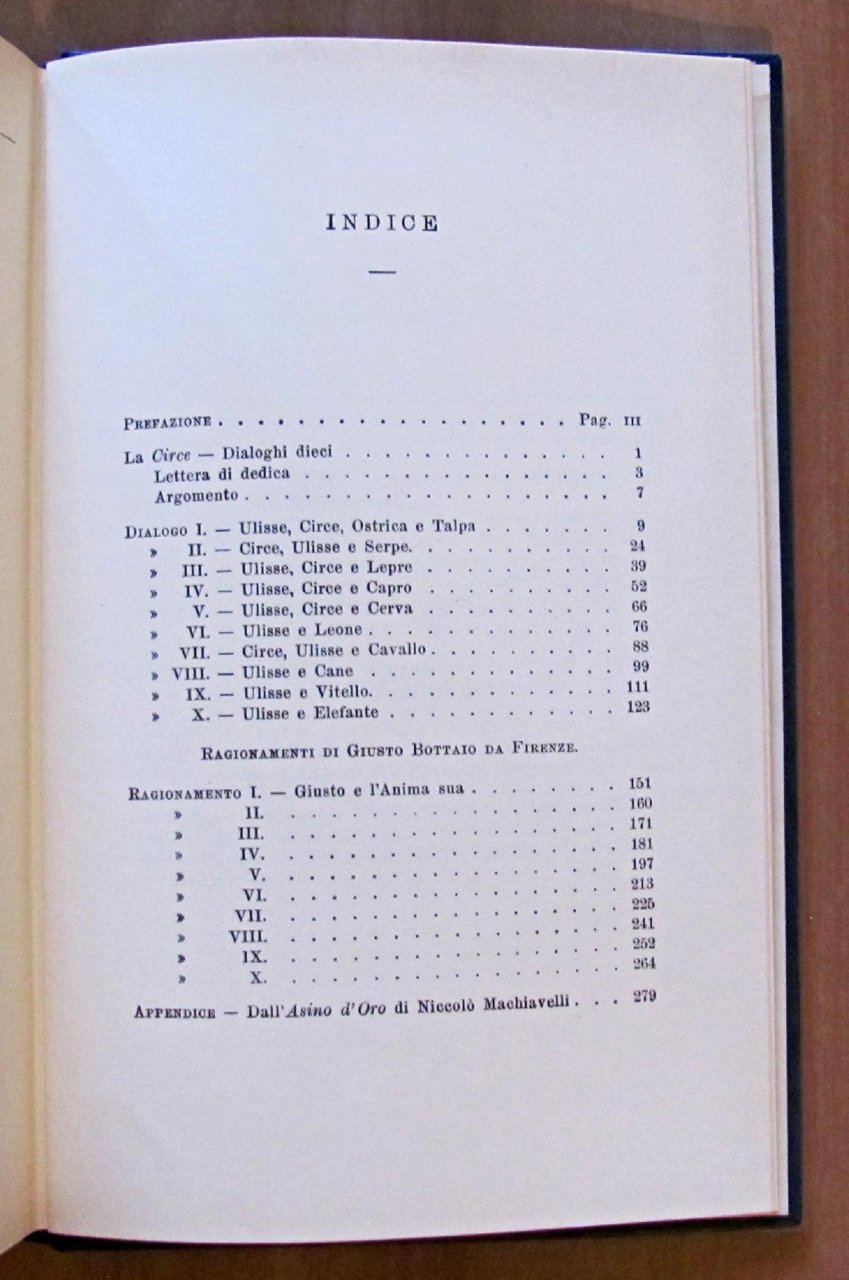 INDICE
PREFAZIONE . . . . . . . . . . . . . . . . . . Pag. III
La Circe — Dialoghi dieci . . . . . . . . . . . . . . 1
Lettera di dedica . . . . . . . . . . . . . . . . 3
Argomento . . . . . . . . . . . . . . . . . . . 7
DIALOGO I. — Ulisse, Circe, Ostrica e Talpa . . . . . . . 9
» II. — Circe, Ulisse e Serpe. . . . . . . . . . . 24
» III. — Ulisse, Circe e Lepre . . . . . . . . . . 39
» IV. — Ulisse, Circe e Capro . . . . . . . . . . 52
» V. — Ulisse, Circe e Cerva . . . . . . . . . . 66
» VI. — Ulisse e Leone . . . . . . . . . . . . . 76
» VII. — Circe, Ulisse e Cavallo . . . . . . . . . . 88
» VIII. — Ulisse e Cane . . . . . . . . . . . . . 99
» IX. — Ulisse e Vitello. . . . . . . . . . . . . 111
» X. — Ulisse e Elefante . . . . . . . . . . . . 123
RAGIONAMENTI DI GIUSTO BOTTAIO DA FIRENZE.
RAGIONAMENTO I. — Giusto e l'Anima sua . . . . . . . . 151
» II. . . . . . . . . . . . . . . . . . 160
» III. . . . . . . . . . . . . . . . . . 171
» IV. . . . . . . . . . . . . . . . . . 181
» V. . . . . . . . . . . . . . . . . . 197
» VI. . . . . . . . . . . . . . . . . . 213
» VII. . . . . . . . . . . . . . . . . . 225
» VIII. . . . . . . . . . . . . . . . . . 241
» IX. . . . . . . . . . . . . . . . . . 252
» X. . . . . . . . . . . . . . . . . . 264
APPENDICE — Dall'Asino d'Oro di Niccolò Machiavelli . . . 279